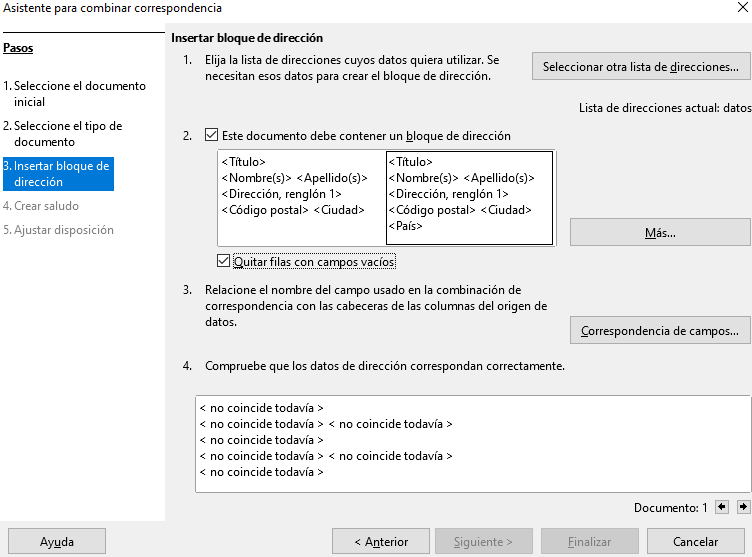 Asistente para combinar correspondencia
Pasos
1. Seleccione el documento
inicial
2. Seleccione el tipo de
documento
3. Insertar bloque de
dirección
4. Crear saludo
5. Ajustar disposición
Insertar bloque de dirección
1. Elija la lista de direcciones cuyos datos quiera utilizar. Se
necesitan esos datos para crear el bloque de dirección.
Seleccionar otra lista de direcciones...
Lista de direcciones actual: datos
2. Este documento debe contener un bloque de dirección
<Título>
<Nombre(s)> <Apellido(s)>
<Dirección, renglón 1>
<Código postal> <Ciudad>
<Título>
<Nombre(s)> <Apellido(s)>
<Dirección, renglón 1>
<Código postal> <Ciudad>
<País>
Más...
Quitar filas con campos vacíos
3. Relacione el nombre del campo usado en la combinación de
correspondencia con las cabeceras de las columnas del origen de
datos.
Correspondencia de campos...
4. Compruebe que los datos de dirección correspondan correctamente.
< no coincide todavía >
< no coincide todavía > < no coincide todavía >
< no coincide todavía >
< no coincide todavía > < no coincide todavía >
< no coincide todavía >
Documento: 1
Ayuda
< Anterior
Siguiente >
Finalizar
Cancelar